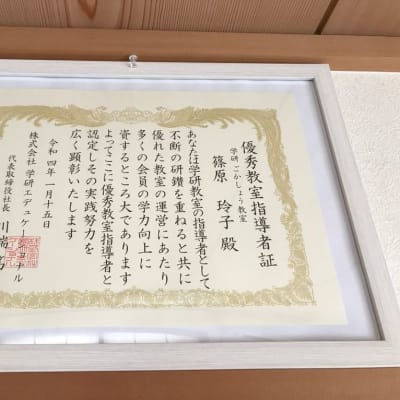 優秀教室指導者証
学研 ごかしょう教室
篠原 玲子 殿
あなたは学研教室の指導者として
不断の研鑽を重ねると共に
優れた教室の運営にあたり
多くの会員の学力向上に
資するところ大であります
よってここに優秀教室指導者と
認定しその実践努力を
広く顕彰いたします
令和四年一月十五日
株式会社 学研エデュケーショナル
代表取締役社長 川端